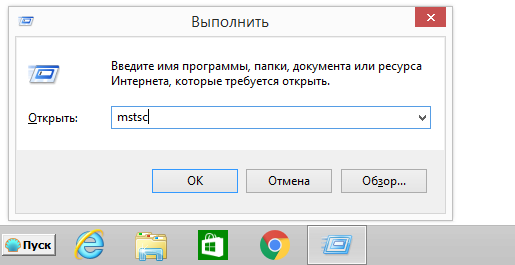 Выполнить
Введите имя программы, папки, документа или ресурса
Интернета, которые требуется открыть.
Открыть:
mstsc
OK
Отмена
Обзор...
Пуск